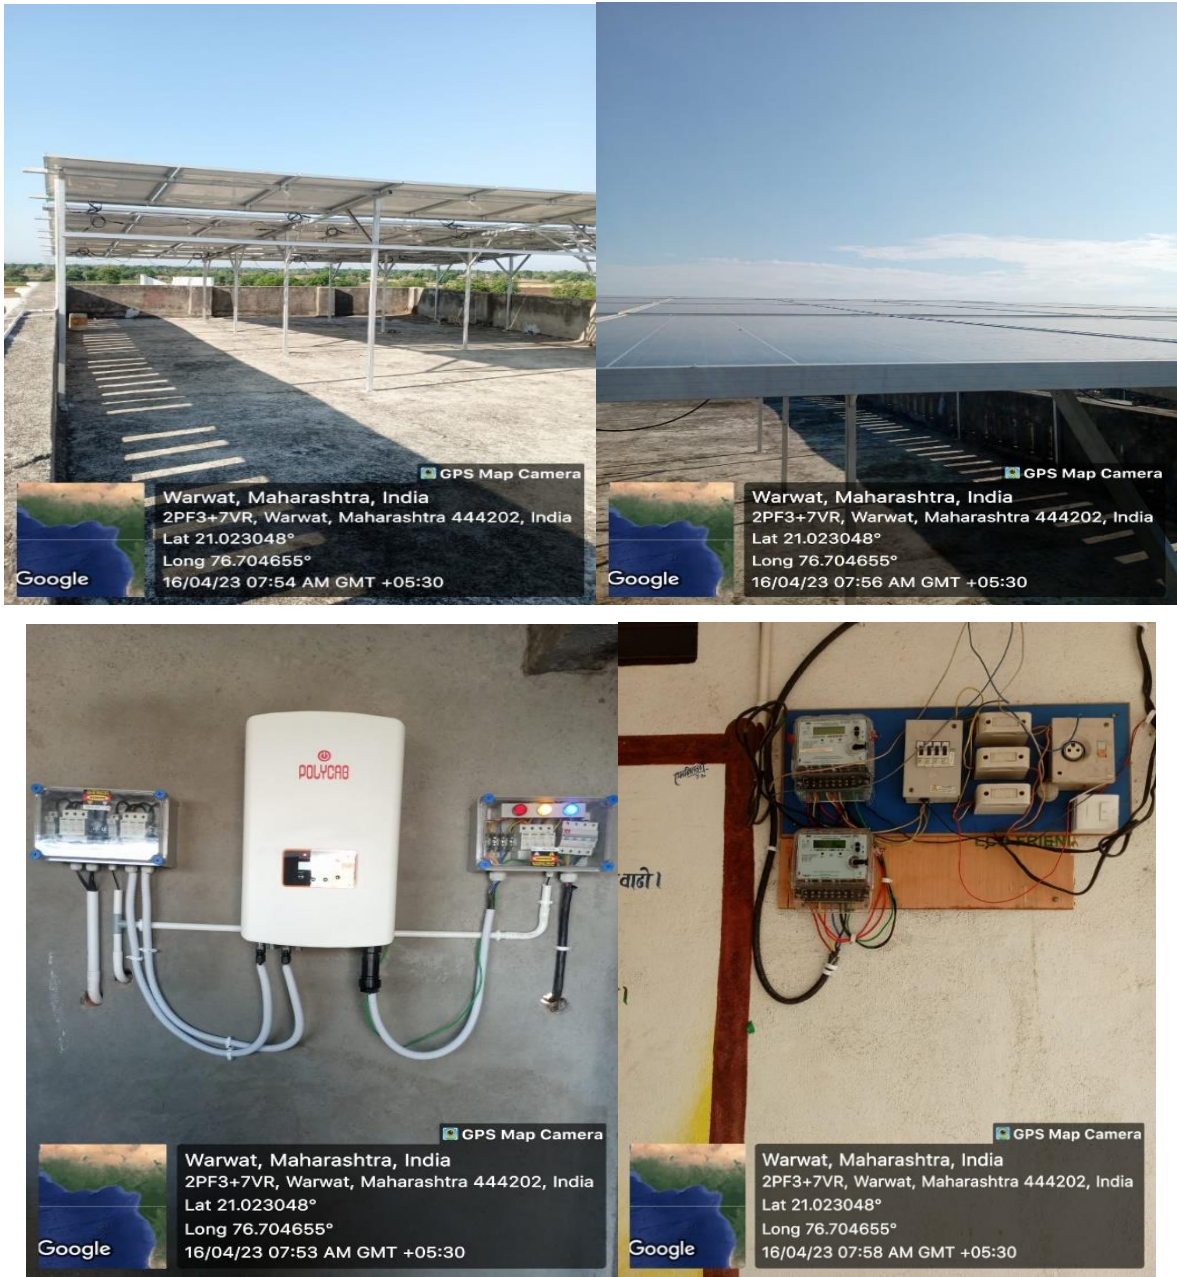 GPS Map Camera
Warwat, Maharashtra, India
2PF3+7VR, Warwat, Maharashtra 444202, India
Lat 21.023048°
Long 76.704655°
16/04/23 07:54 AM GMT +05:30
Google
GPS Map Camera
Warwat, Maharashtra, India
2PF3+7VR, Warwat, Maharashtra 444202, India
Lat 21.023048°
Long 76.704655°
16/04/23 07:56 AM GMT +05:30
Google
POLYCAB
GPS Map Camera
Warwat, Maharashtra, India
2PF3+7VR, Warwat, Maharashtra 444202, India
Lat 21.023048°
Long 76.704655°
16/04/23 07:53 AM GMT +05:30
Google
वाढो।
GPS Map Camera
Warwat, Maharashtra, India
2PF3+7VR, Warwat, Maharashtra 444202, India
Lat 21.023048°
Long 76.704655°
16/04/23 07:58 AM GMT +05:30
Google